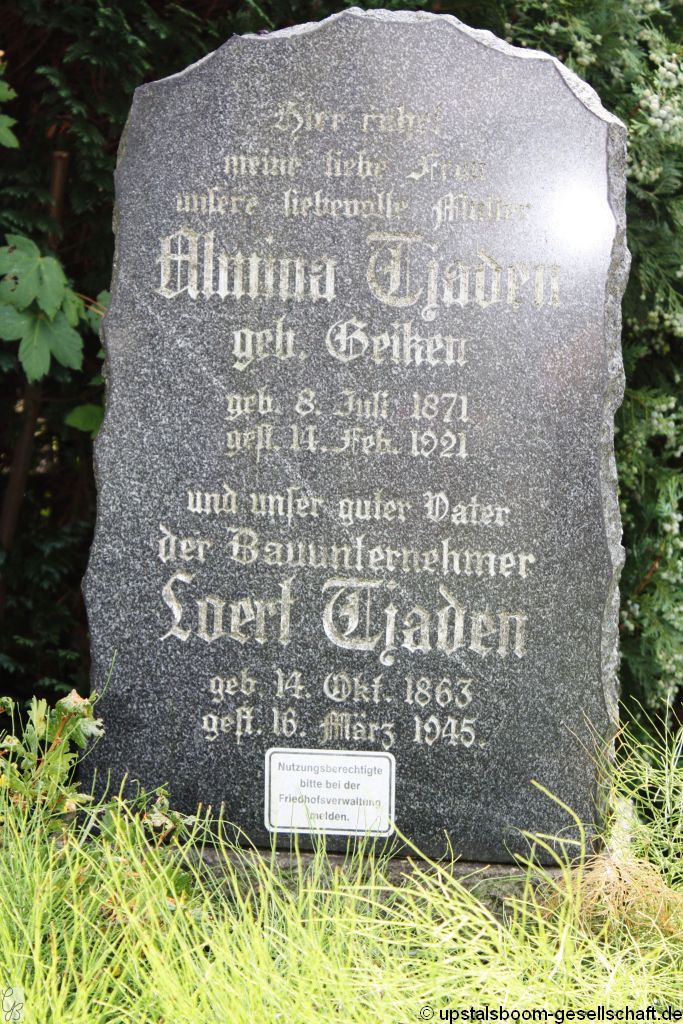 Hier ruht
meine liebe Frau
unsere liebevolle Mutter
Almina Tjaden
geb. Geiken
geb. 8. Juli 1871
gest. 14. Feb. 1921
und unser guter Vater
der Bauunternehmer
Loert Tjaden
geb. 14. Okt. 1863
gest. 16. März 1945.
Nutzungsberechtigte
bitte bei der
Friedhofsverwaltung
melden.
© upstalsboom-gesellschaft.de